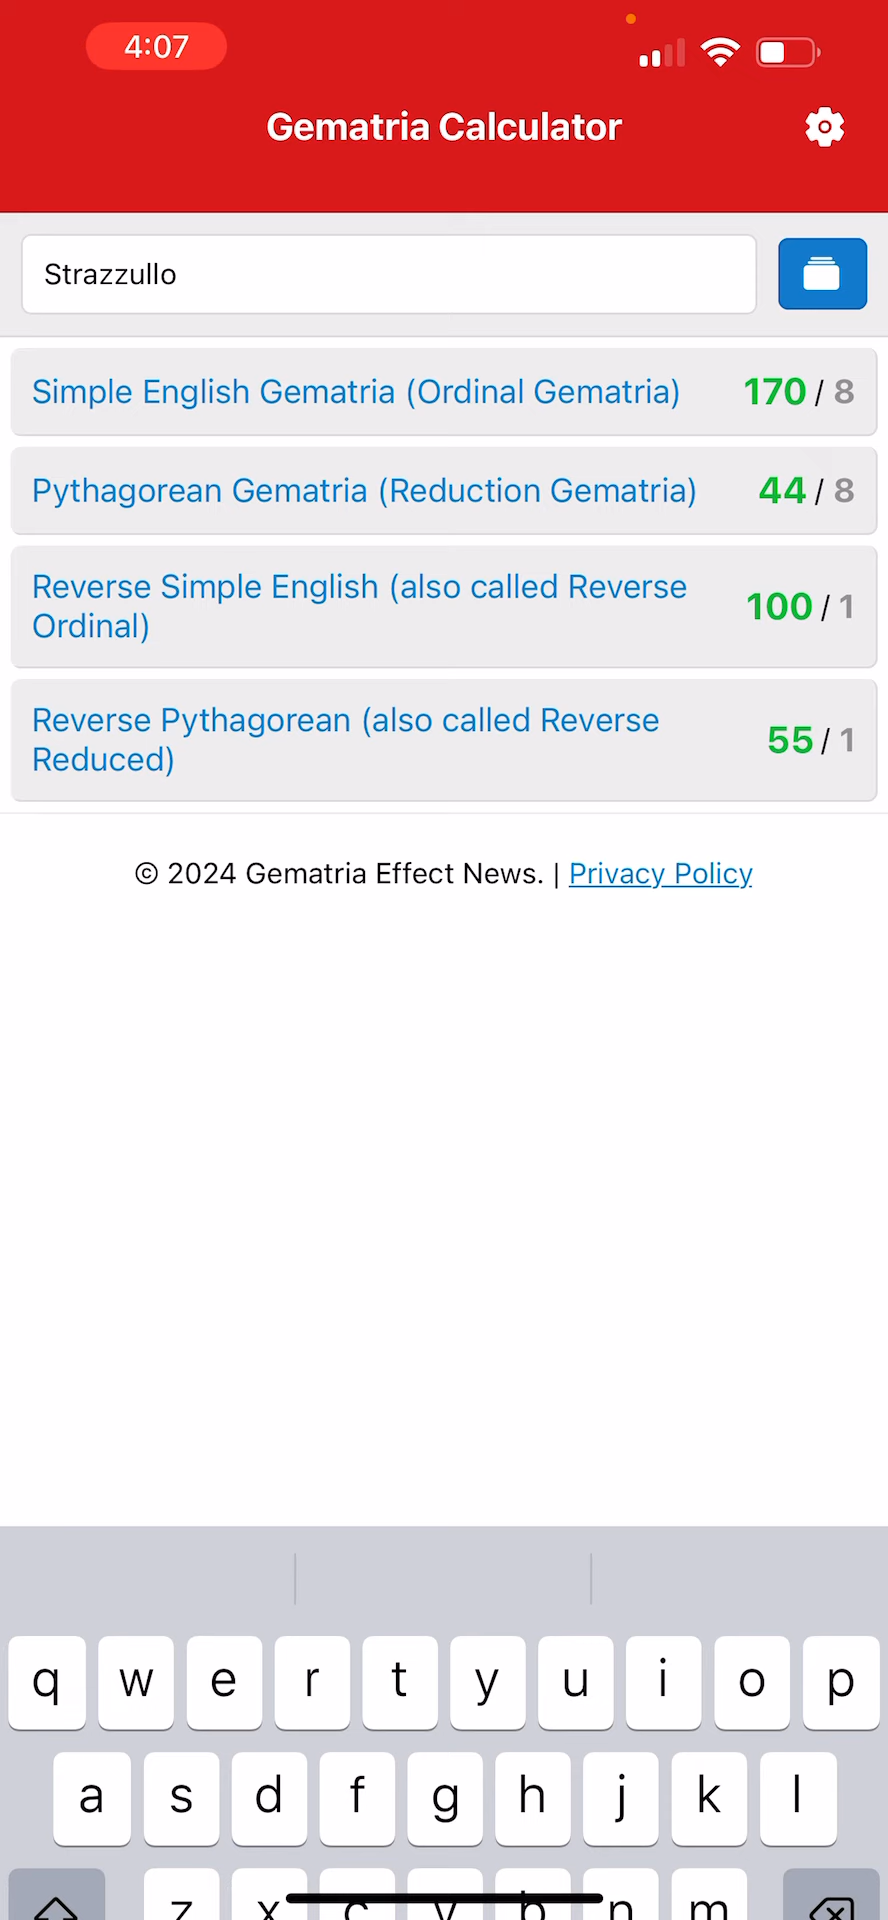 4:07
Gematria Calculator
Strazzullo
Simple English Gematria (Ordinal Gematria) 170 / 8
Pythagorean Gematria (Reduction Gematria) 44 / 8
Reverse Simple English (also called Reverse
Ordinal) 100 / 1
Reverse Pythagorean (also called Reverse
Reduced) 55 / 1
© 2024 Gematria Effect News. | Privacy Policy
q w e r t y u i o p
a s d f g h j k l
z x c v b n m